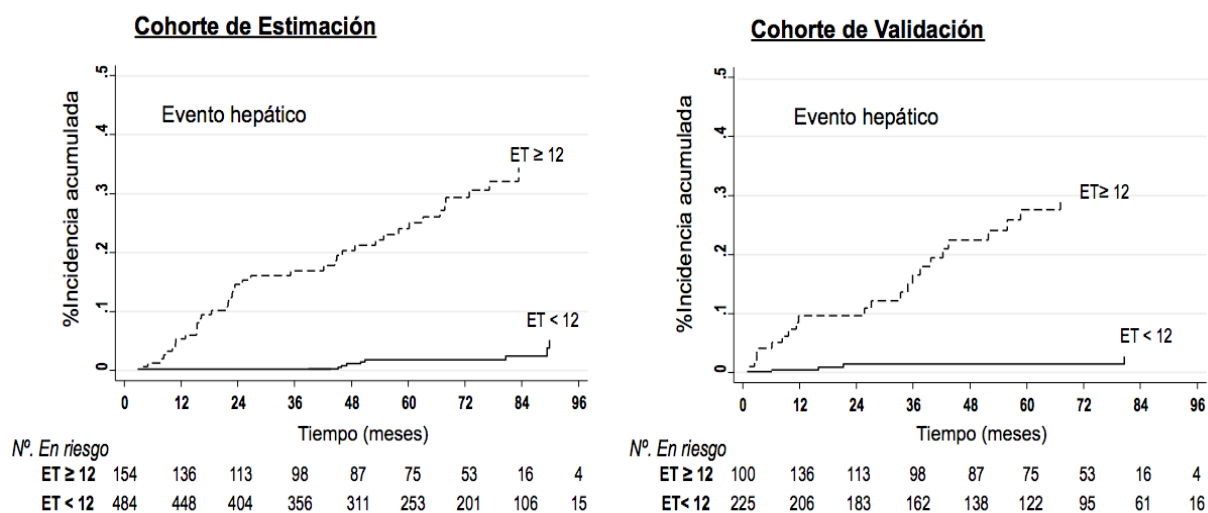 Cohorte de Estimación
%Incidencia acumulada
.5
.4
.3
.2
.1
0
Evento hepático
ET ≥ 12
ET < 12
0 12 24 36 48 60 72 84 96
Tiempo (meses)
Nº. En riesgo
ET ≥ 12 154 136 113 98 87 75 53 16 4
ET < 12 484 448 404 356 311 253 201 106 15
Cohorte de Validación
%Incidencia acumulada
.5
.4
.3
.2
.1
0
Evento hepático
ET≥ 12
ET < 12
0 12 24 36 48 60 72 84 96
Tiempo (meses)
Nº. En riesgo
ET ≥ 12 100 136 113 98 87 75 53 16 4
ET< 12 225 206 183 162 138 122 95 61 16